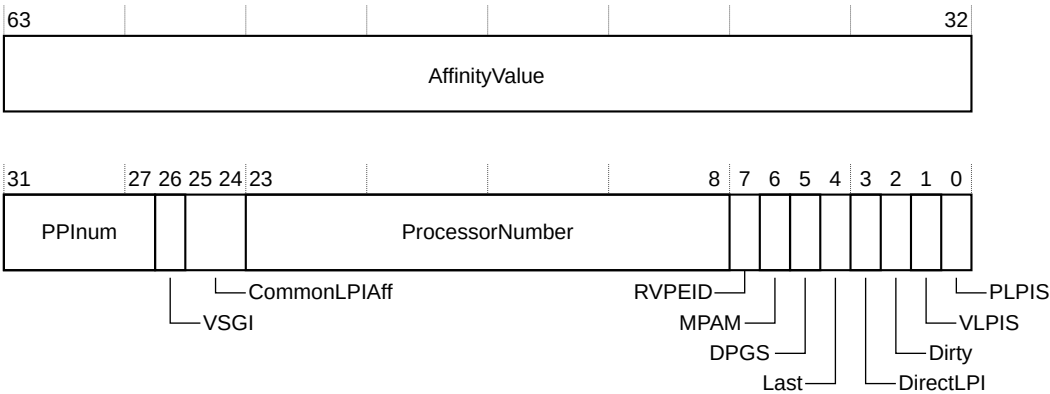 63 32
AffinityValue
31 27 26 25 24 23 8 7 6 5 4 3 2 1 0
PPInum ProcessorNumber
CommonLPIAff RVPEID PLPIS
VSGI MPAM VLPIS
DPGS Dirty
Last DirectLPI